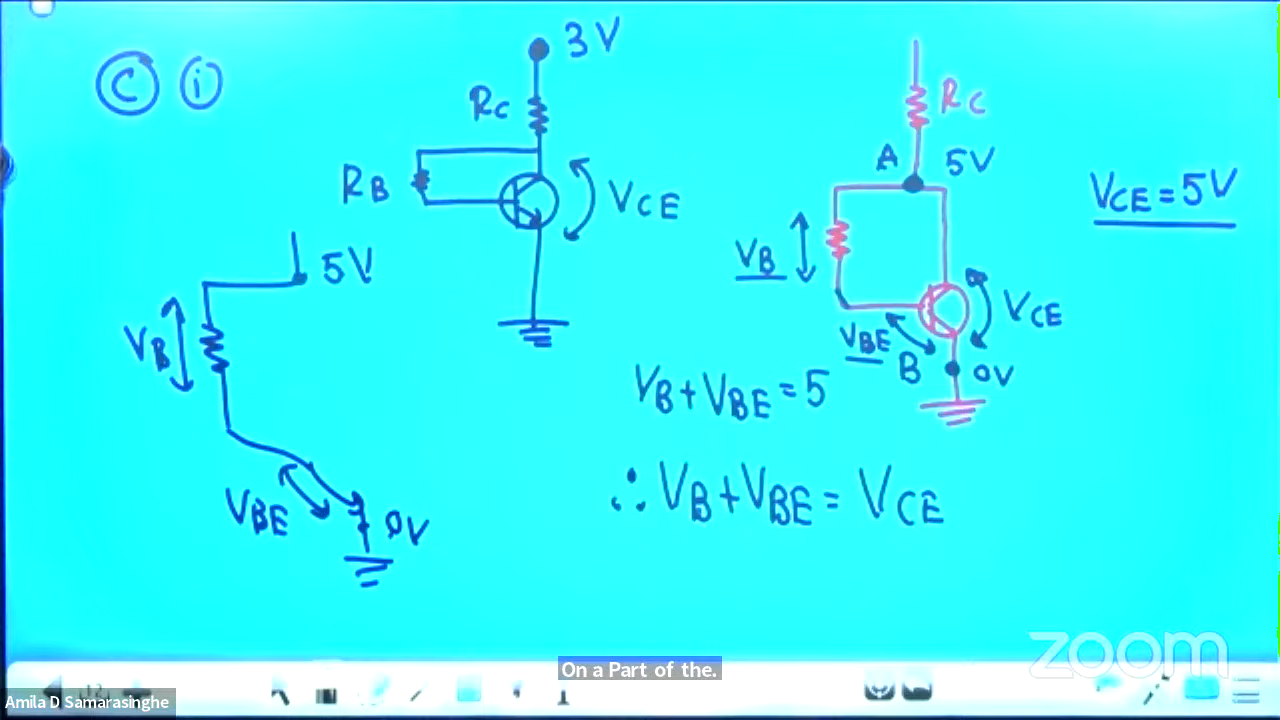 C i
3V
RC
RB
VCE
5V
VB
VBE
0V
RC
A 5V
VCE = 5V
VB
VCE
VBE
B 0V
VB + VBE = 5
∴ VB + VBE = VCE
zoom
On a Part of the.
12
Amila D Samarasinghe